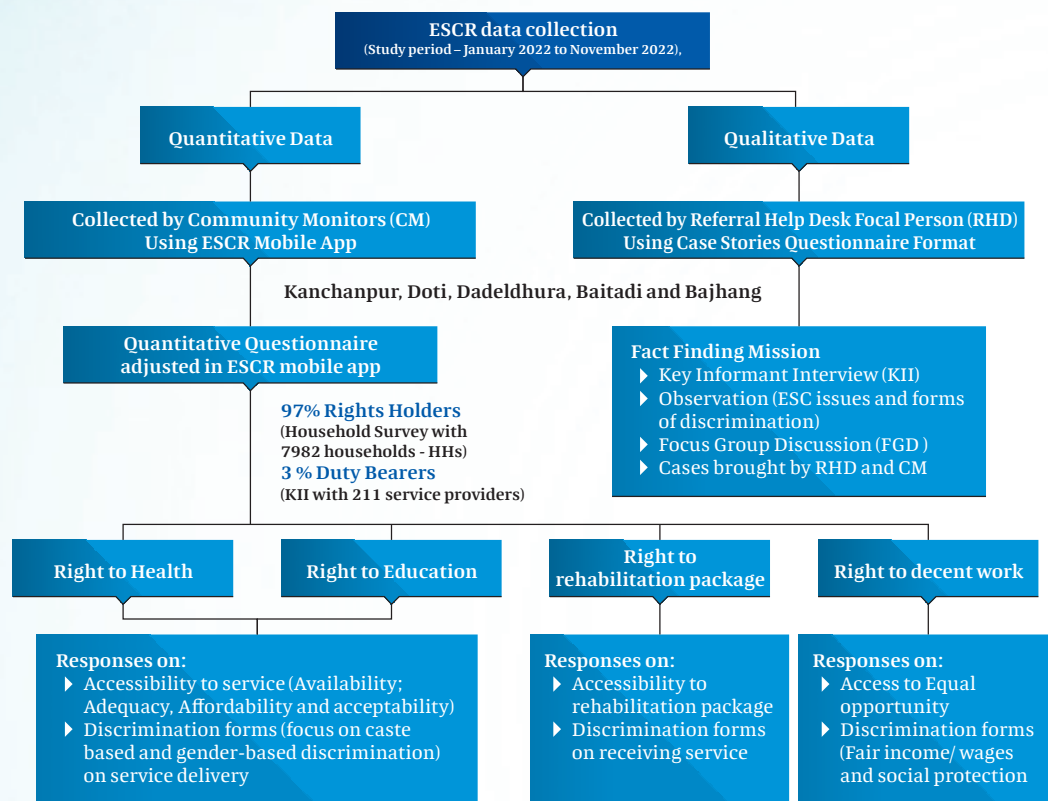 ESCR data collection
(Study period – January 2022 to November 2022),
Quantitative Data
Qualitative Data
Collected by Community Monitors (CM)
Using ESCR Mobile App
Collected by Referral Help Desk Focal Person (RHD)
Using Case Stories Questionnaire Format
Kanchanpur, Doti, Dadeldhura, Baitadi and Bajhang
Quantitative Questionnaire
adjusted in ESCR mobile app
Fact Finding Mission
Key Informant Interview (KII)
Observation (ESC issues and forms
of discrimination)
Focus Group Discussion (FGD )
Cases brought by RHD and CM
97% Rights Holders
(Household Survey with
7982 households - HHs)
3 % Duty Bearers
(KII with 211 service providers)
Right to Health
Right to Education
Right to
rehabilitation package
Right to decent work
Responses on:
Accessibility to service (Availability;
Adequacy, Affordability and acceptability)
Discrimination forms (focus on caste
based and gender-based discrimination)
on service delivery
Responses on:
Accessibility to
rehabilitation package
Discrimination forms
on receiving service
Responses on:
Access to Equal
opportunity
Discrimination forms
(Fair income/ wages
and social protection